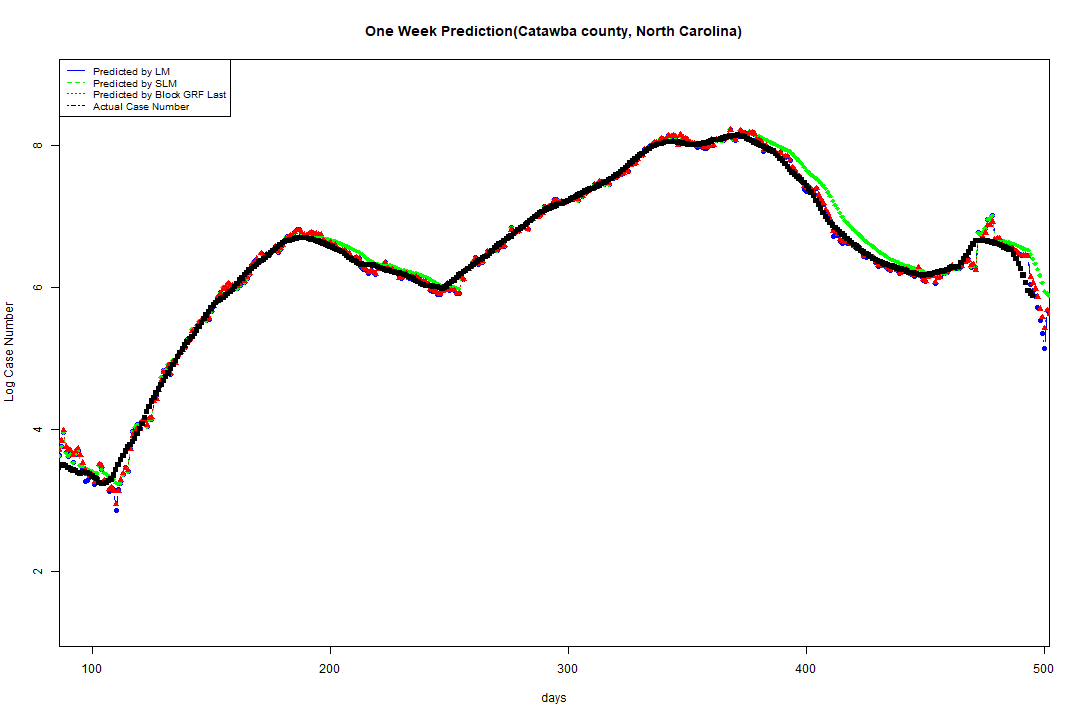 One Week Prediction(Catawba county, North Carolina)
Predicted by LM
Predicted by SLM
Predicted by Block GRF Last
Actual Case Number
8
6
4
2
Log Case Number
100 200 300 400 500
days